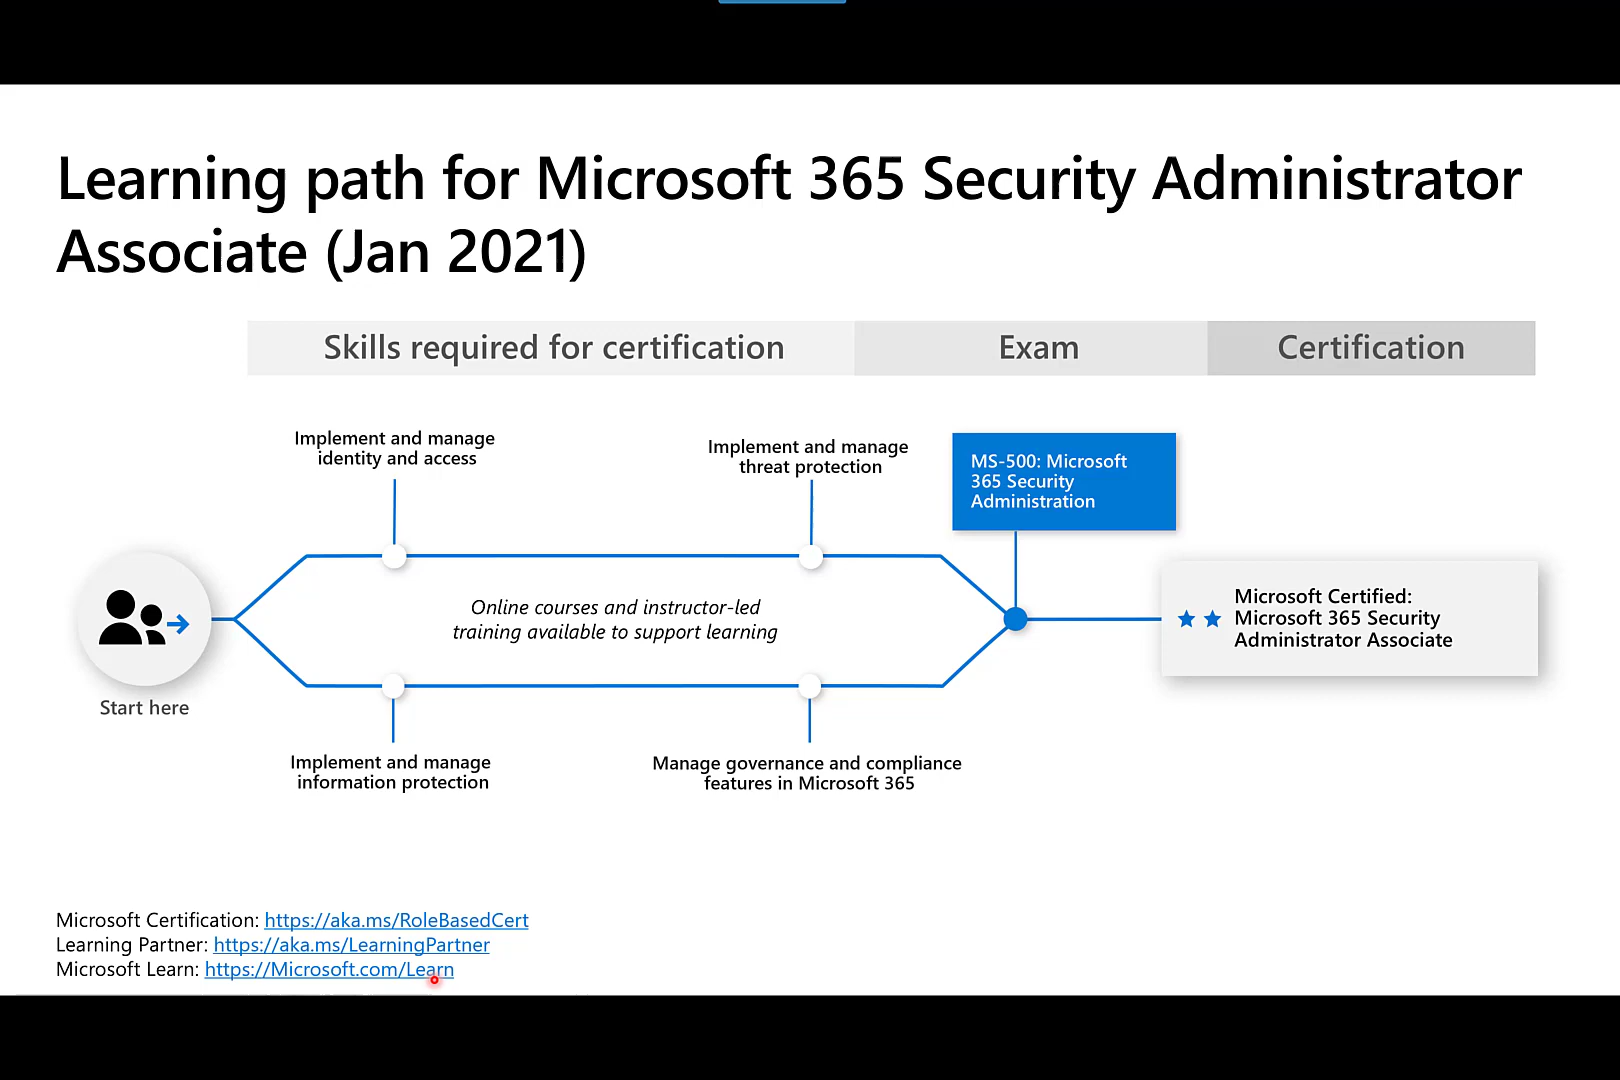 Learning path for Microsoft 365 Security Administrator
Associate (Jan 2021)
Skills required for certification
Exam
Certification
Implement and manage
identity and access
Implement and manage
threat protection
MS-500: Microsoft
365 Security
Administration
Online courses and instructor-led
training available to support learning
Microsoft Certified:
Microsoft 365 Security
Administrator Associate
Start here
Implement and manage
information protection
Manage governance and compliance
features in Microsoft 365
Microsoft Certification: https://aka.ms/RoleBasedCert
Learning Partner: https://aka.ms/LearningPartner
Microsoft Learn: https://Microsoft.com/Learn